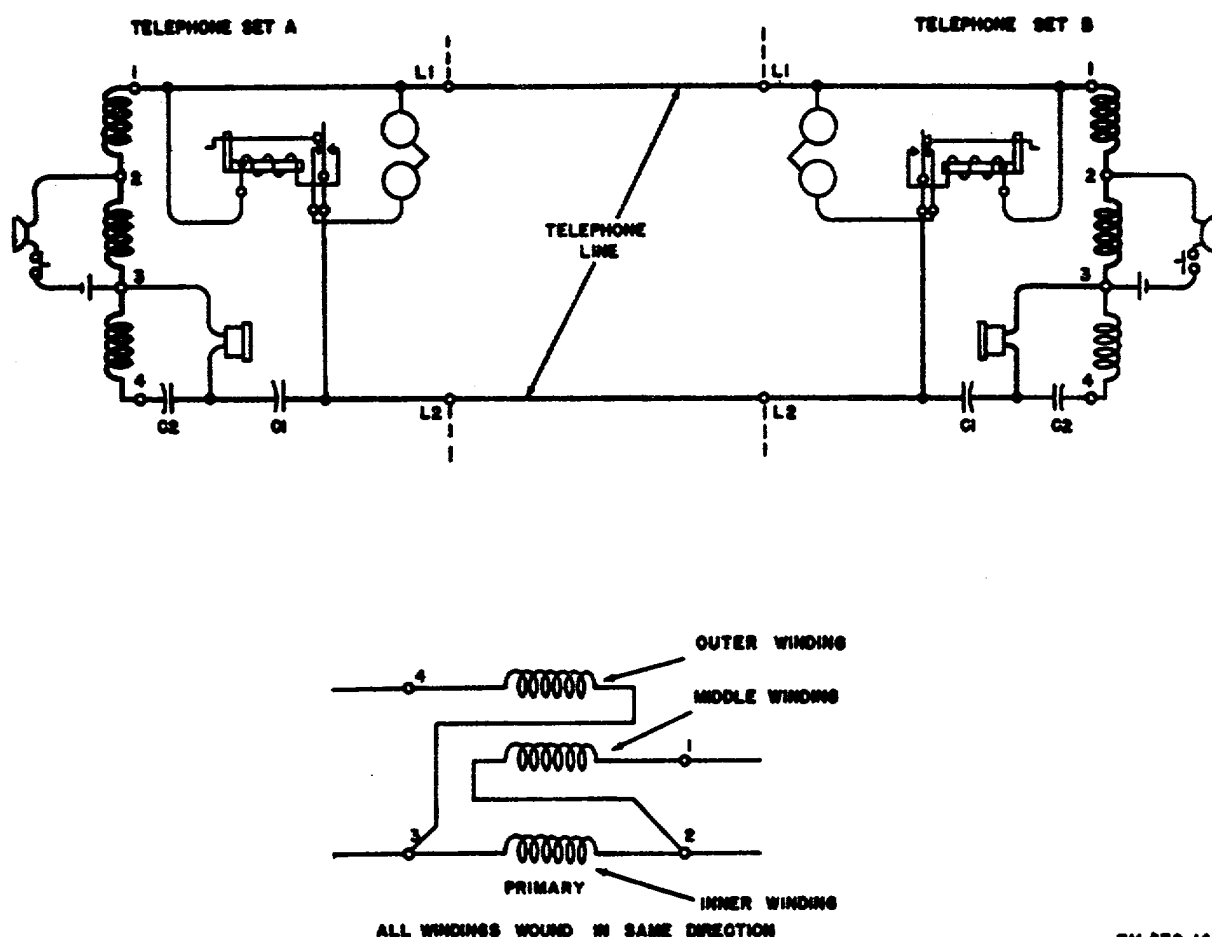 TELEPHONE SET A
TELEPHONE SET B
L1
L1
1
1
2
2
TELEPHONE
LINE
3
3
4
4
C2
C1
L2
L2
C1
C2
OUTER WINDING
4
MIDDLE WINDING
1
3
2
PRIMARY
INNER WINDING
ALL WINDINGS WOUND IN SAME DIRECTION